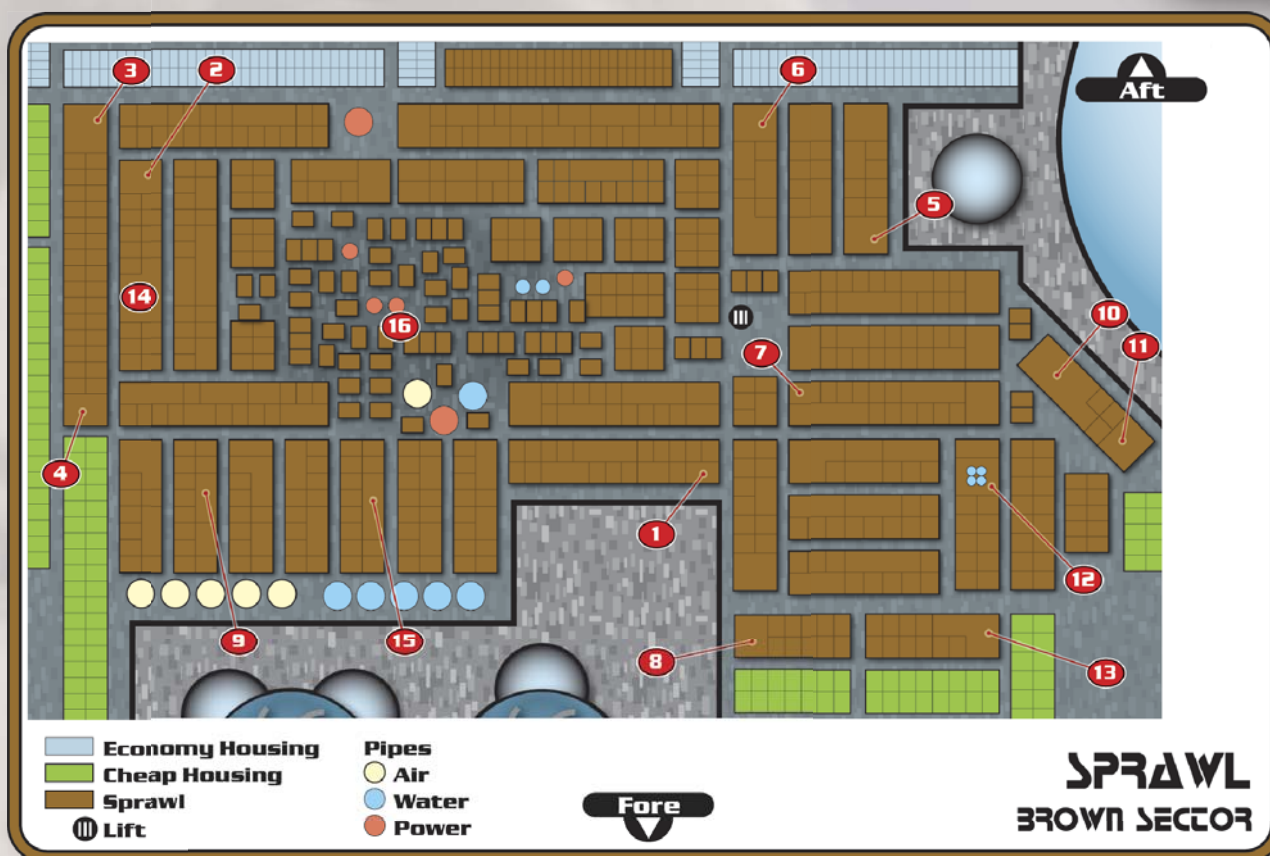 3
2
6
Aft
5
14
10
16
11
7
4
1
12
9
15
8
13
Economy Housing
Cheap Housing
Sprawl
Lift
Pipes
Air
Water
Power
Fore
SPRAWL
BROWN SECTOR